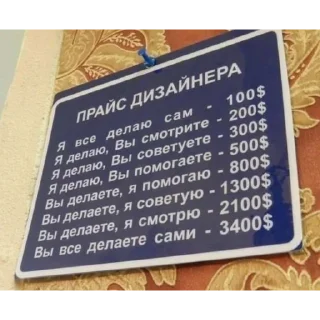 ПРАЙС ДИЗАЙНЕРА
Я все делаю сам - 100$
Я делаю, Вы смотрите - 200$
Я делаю, Вы советуете - 300$
Я делаю, Вы помогаете - 500$
Вы делаете, я помогаю - 800$
Вы делаете, я советую - 1300$
Вы делаете, я смотрю - 2100$
Вы все делаете сами - 3400$